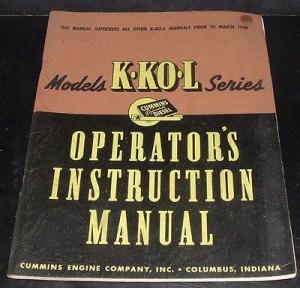 THIS MANUAL SUPERSEDES ALL OTHER K-KO-L MANUALS PRIOR TO MARCH 1948
Models K·KO·L Series
CUMMINS
DIESEL
OPERATOR'S
INSTRUCTION
MANUAL
CUMMINS ENGINE COMPANY, INC. • COLUMBUS, INDIANA